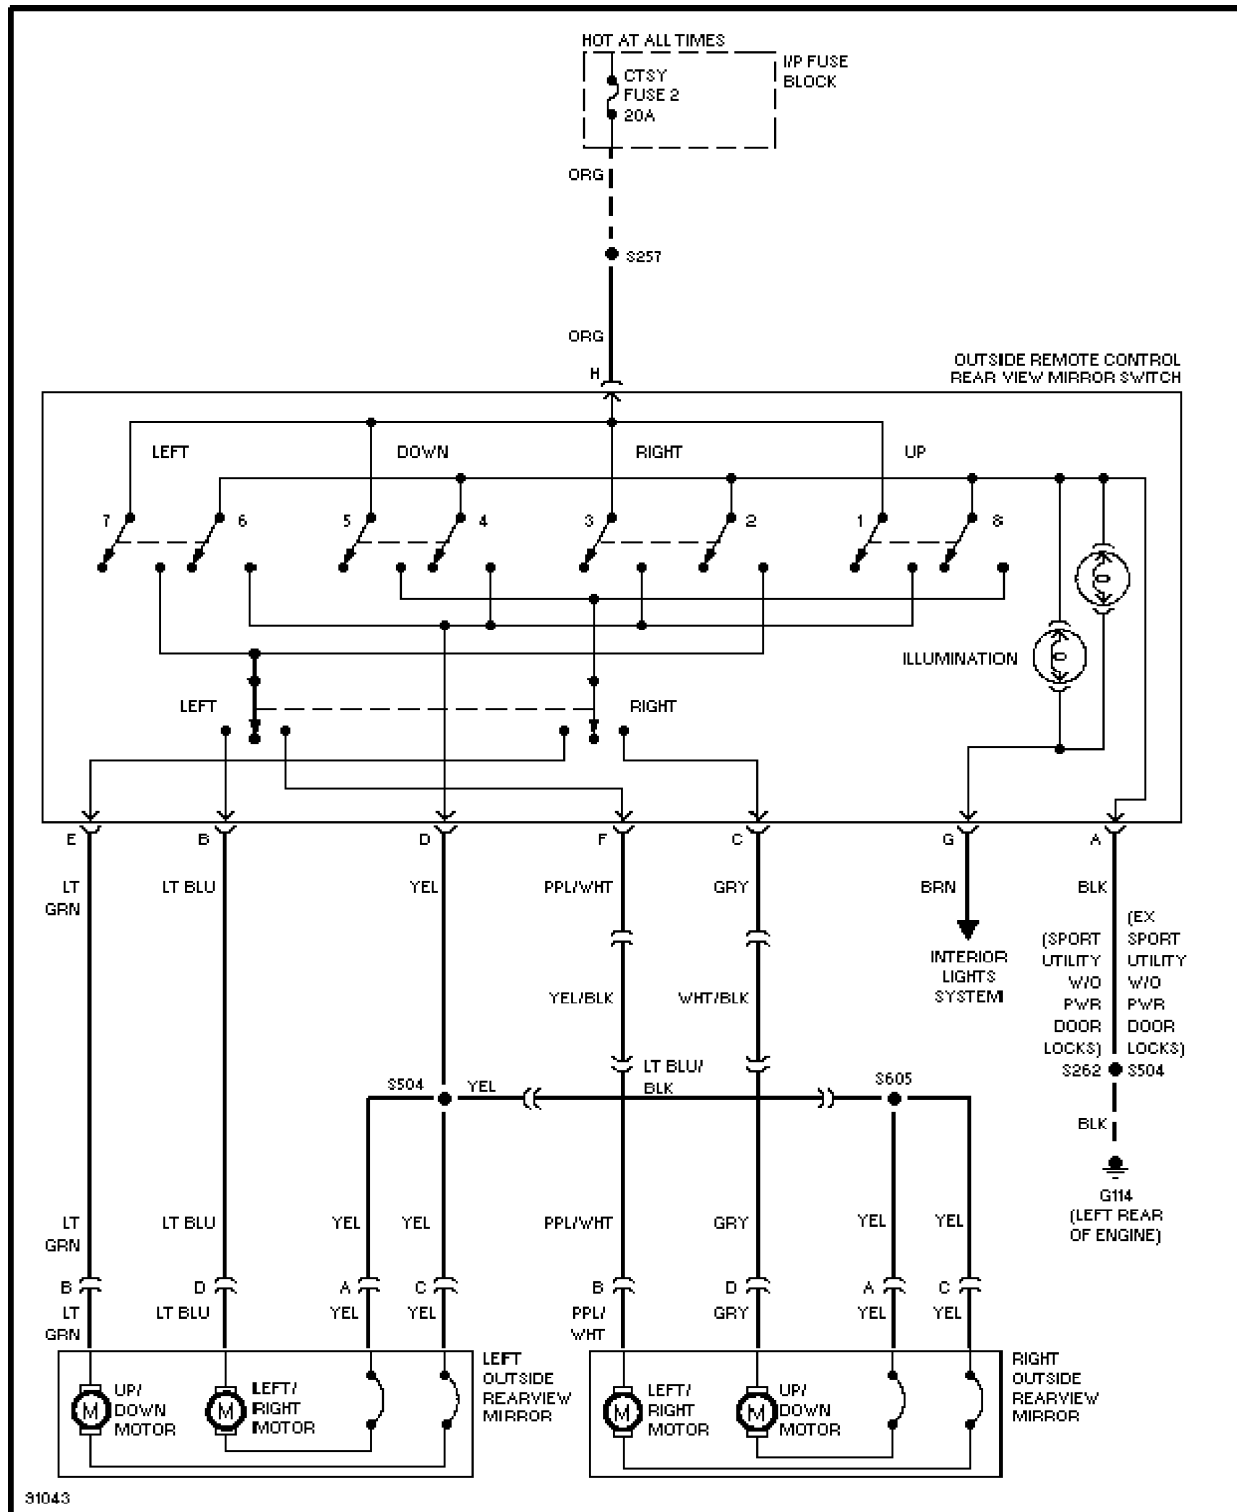 HOT AT ALL TIMES
I/P FUSE
BLOCK
CTSY
FUSE 2
20A
ORG
S257
ORG
H
OUTSIDE REMOTE CONTROL
REAR VIEW MIRROR SWITCH
LEFT
DOWN
RIGHT
UP
7
6
5
4
3
2
1
8
ILLUMINATION
LEFT
RIGHT
E
B
D
F
C
G
A
LT
GRN
LT BLU
YEL
PPL/WHT
GRY
BRN
BLK
INTERIOR
LIGHTS
SYSTEM
(SPORT
UTILITY
W/O
PWR
DOOR
LOCKS)
S262
(EX
SPORT
UTILITY
W/O
PWR
DOOR
LOCKS)
S504
YEL/BLK
WHT/BLK
S504
YEL
LT BLU/
BLK
S605
BLK
G114
(LEFT REAR
OF ENGINE)
LT
GRN
LT BLU
YEL
YEL
PPL/WHT
GRY
YEL
YEL
B
D
A
C
B
D
A
C
LT
GRN
LT BLU
YEL
YEL
PPL/
WHT
GRY
YEL
YEL
M
UP/
DOWN
MOTOR
M
LEFT/
RIGHT
MOTOR
LEFT
OUTSIDE
REARVIEW
MIRROR
M
LEFT/
RIGHT
MOTOR
M
UP/
DOWN
MOTOR
RIGHT
OUTSIDE
REARVIEW
MIRROR
91043